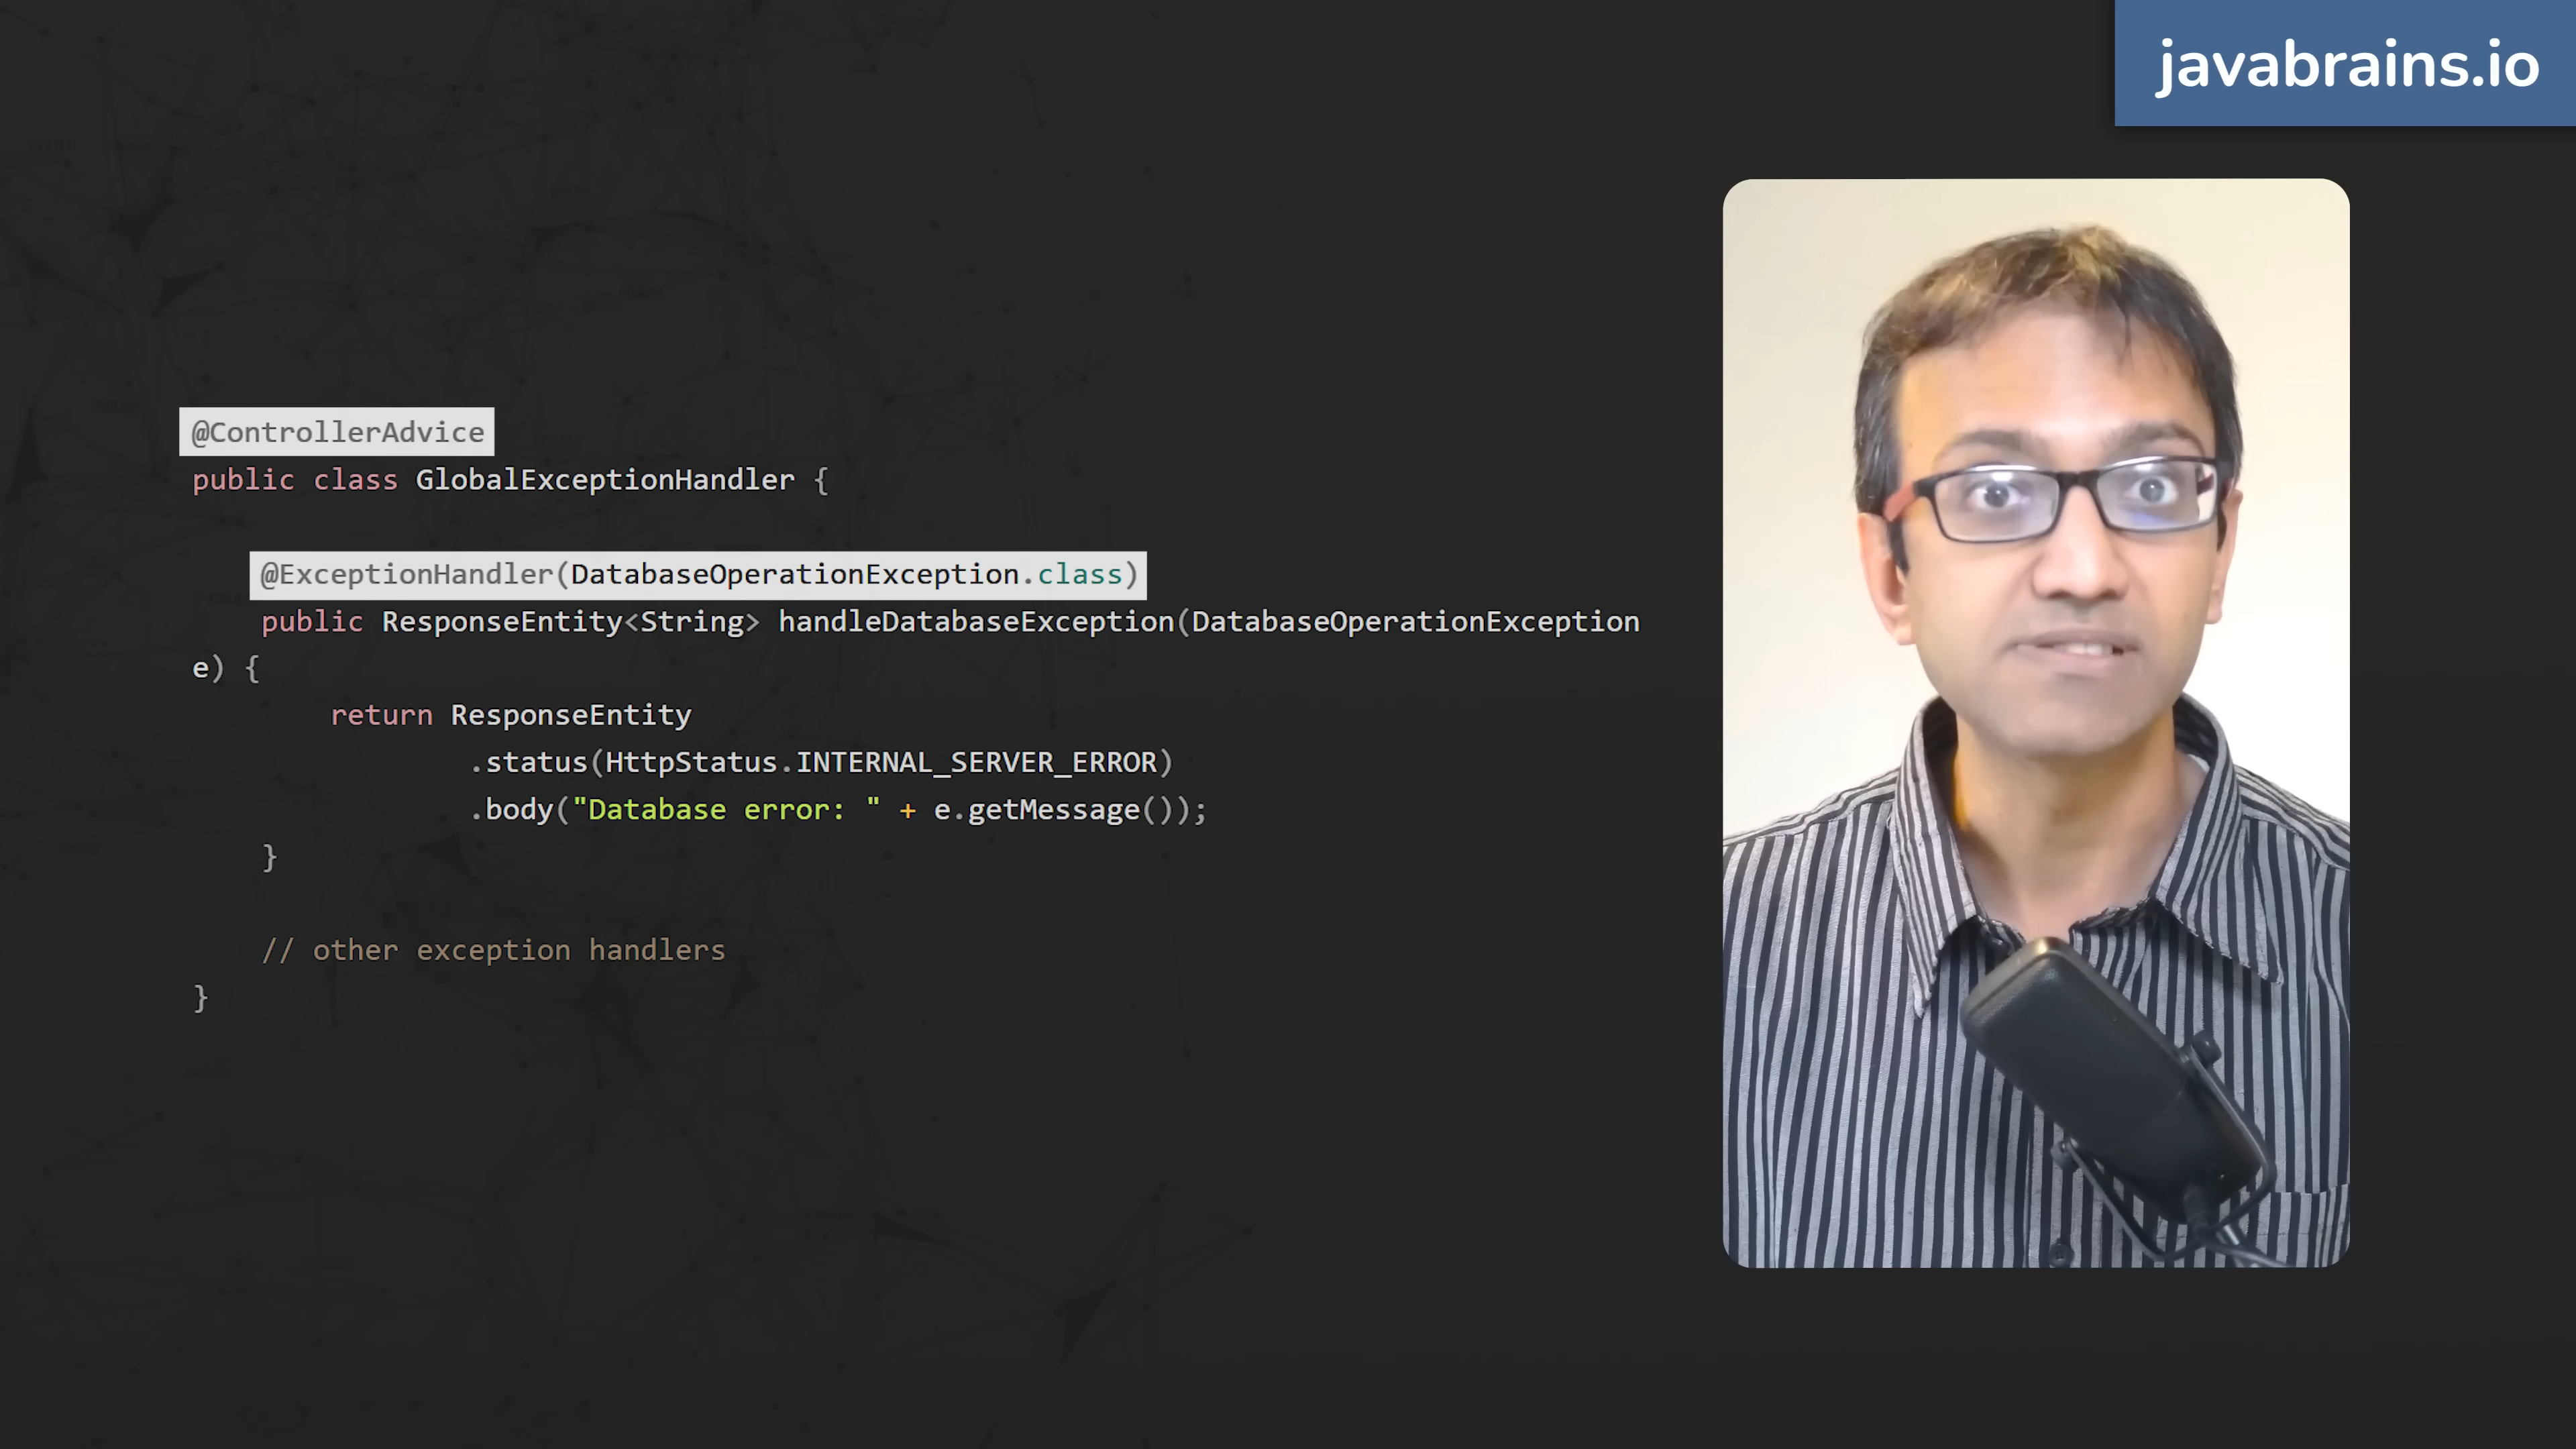 javabrains.io
@ControllerAdvice
public class GlobalExceptionHandler {
@ExceptionHandler(DatabaseOperationException.class)
public ResponseEntity<String> handleDatabaseException(DatabaseOperationException
e) {
return ResponseEntity
.status(HttpStatus.INTERNAL_SERVER_ERROR)
.body("Database error: " + e.getMessage());
}
// other exception handlers
}